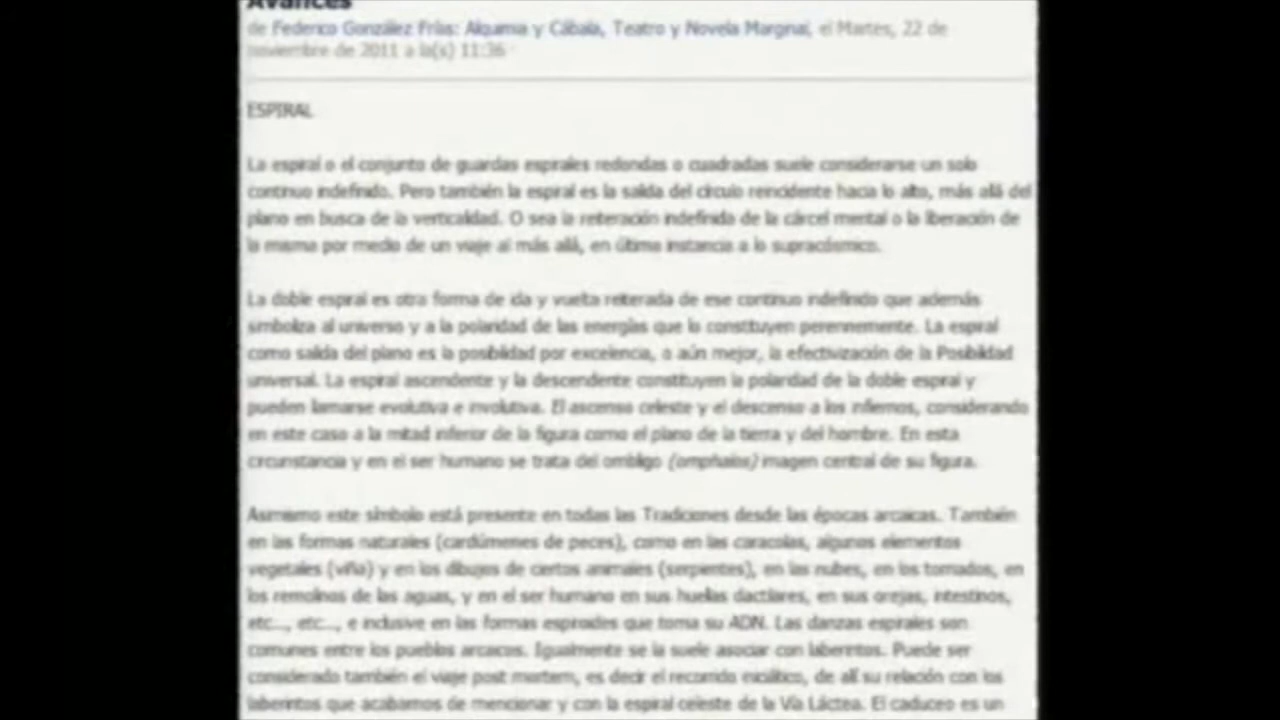 Avances
de Federico González Frías: Alquimia y Cábala, Teatro y Novela Marginal, el Martes, 22 de
noviembre de 2011 a la(s) 11:36
ESPIRAL
La espiral o el conjunto de guardas espirales redondas o cuadradas suele considerarse un solo
continuo indefinido. Pero también la espiral es la salida del círculo reincidente hacia lo alto, más allá del
plano en busca de la verticalidad. O sea la reiteración indefinida de la cárcel mental o la liberación de
la misma por medio de un viaje al más allá, en última instancia a lo supracósmico.
La doble espiral es otra forma de ida y vuelta reiterada de ese continuo indefinido que además
simboliza al universo y a la polaridad de las energías que lo constituyen perennemente. La espiral
como salida del plano es la posibilidad por excelencia, o aún mejor, la efectivización de la Posibilidad
universal. La espiral ascendente y la descendente constituyen la polaridad de la doble espiral y
pueden llamarse evolutiva e involutiva. El ascenso celeste y el descenso a los infiernos, considerando
en este caso a la mitad inferior de la figura como el plano de la tierra y del hombre. En esta
circunstancia y en el ser humano se trata del ombligo (omphalos) imagen central de su figura.
Asimismo este símbolo está presente en todas las Tradiciones desde las épocas arcaicas. También
en las formas naturales (cardúmenes de peces), como en las caracolas, algunos elementos
vegetales (viña) y en los dibujos de ciertos animales (serpientes), en las nubes, en los tornados, en
los remolinos de las aguas, y en el ser humano en sus huellas dactilares, en sus orejas, intestinos,
etc..., etc..., e inclusive en las formas espiroides que toma su ADN. Las danzas espirales son
comunes entre los pueblos arcaicos. Igualmente se la suele asociar con laberintos. Puede ser
considerado también el viaje post mortem, es decir el recorrido iniciático, de allí su relación con los
laberintos que acabamos de mencionar y con la espiral celeste de la Vía Láctea. El caduceo es un